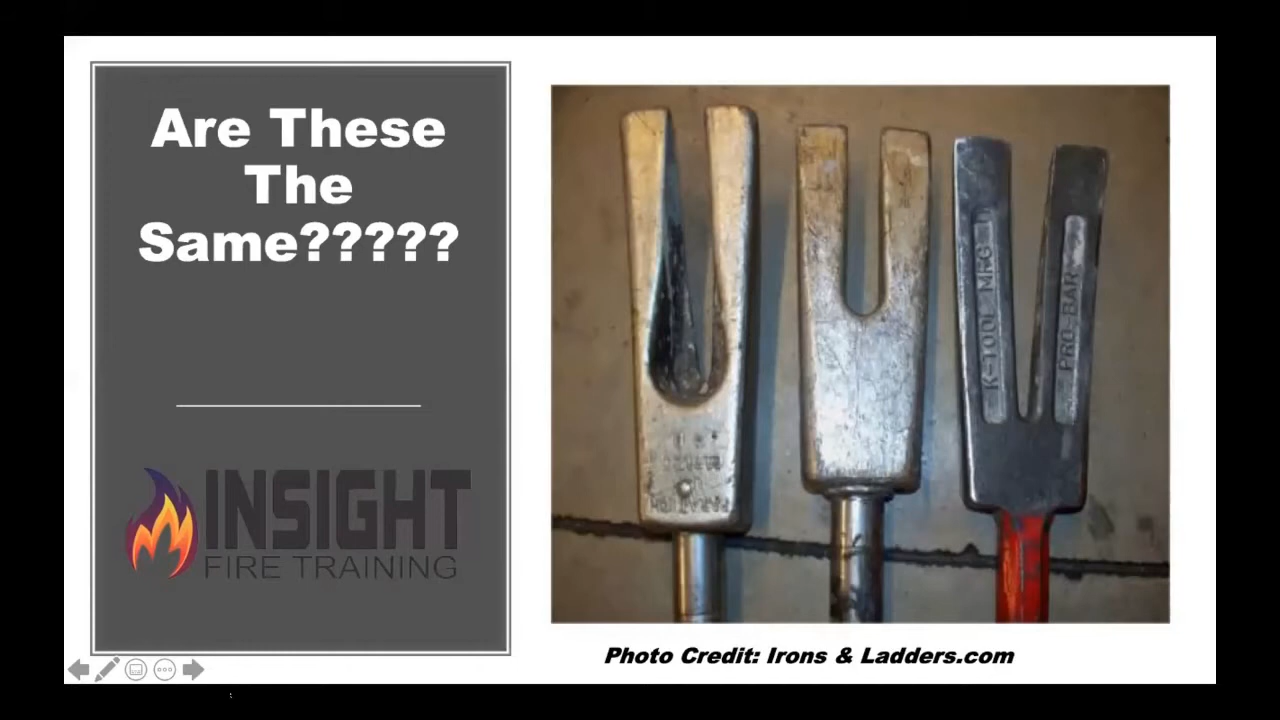 Are These
The
Same?????
INSIGHT
FIRE TRAINING
K-TOOL MFG
PRO-BAR
Photo Credit: Irons & Ladders.com